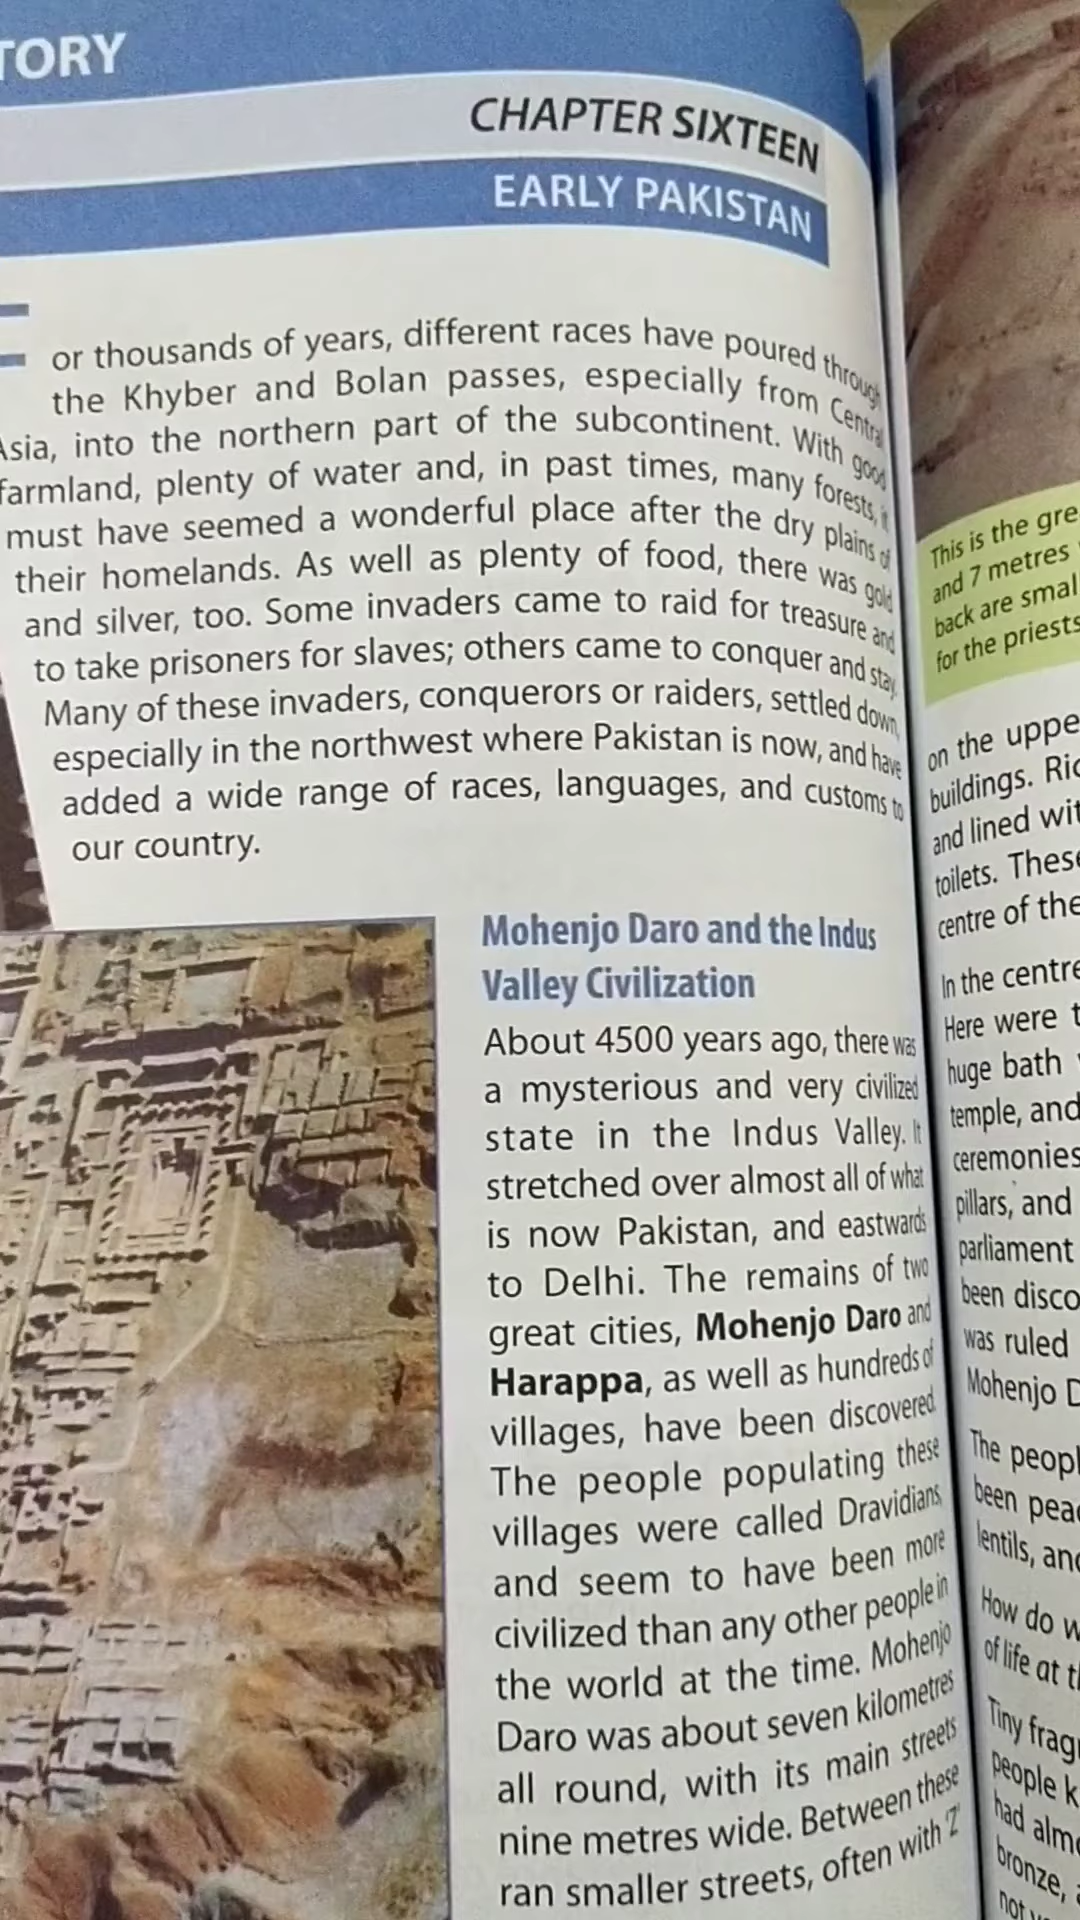 TORY
CHAPTER SIXTEEN
EARLY PAKISTAN
For thousands of years, different races have poured through
the Khyber and Bolan passes, especially from Central
Asia, into the northern part of the subcontinent. With good
farmland, plenty of water and, in past times, many forests, it
must have seemed a wonderful place after the dry plains of
their homelands. As well as plenty of food, there was gold
and silver, too. Some invaders came to raid for treasure and
to take prisoners for slaves; others came to conquer and stay.
Many of these invaders, conquerors or raiders, settled down,
especially in the northwest where Pakistan is now, and have
added a wide range of races, languages, and customs to
our country.
Mohenjo Daro and the Indus
Valley Civilization
About 4500 years ago, there was
a mysterious and very civilized
state in the Indus Valley. It
stretched over almost all of what
is now Pakistan, and eastwards
to Delhi. The remains of two
great cities, Mohenjo Daro and
Harappa, as well as hundreds of
villages, have been discovered.
The people populating these
villages were called Dravidians,
and seem to have been more
civilized than any other people in
the world at the time. Mohenjo
Daro was about seven kilometres
all round, with its main streets
nine metres wide. Between these
ran smaller streets, often with 'Z'
This is the gre
and 7 metres
back are smal
for the priests
on the uppe
buildings. Ric
and lined wit
toilets. These
centre of the
In the centre
Here were t
huge bath
temple, and
ceremonies
pillars, and
parliament
been disco
was ruled
Mohenjo D
The peopl
been peac
lentils, and
How do w
of life at th
Tiny frag
people k
had almo
bronze,
not